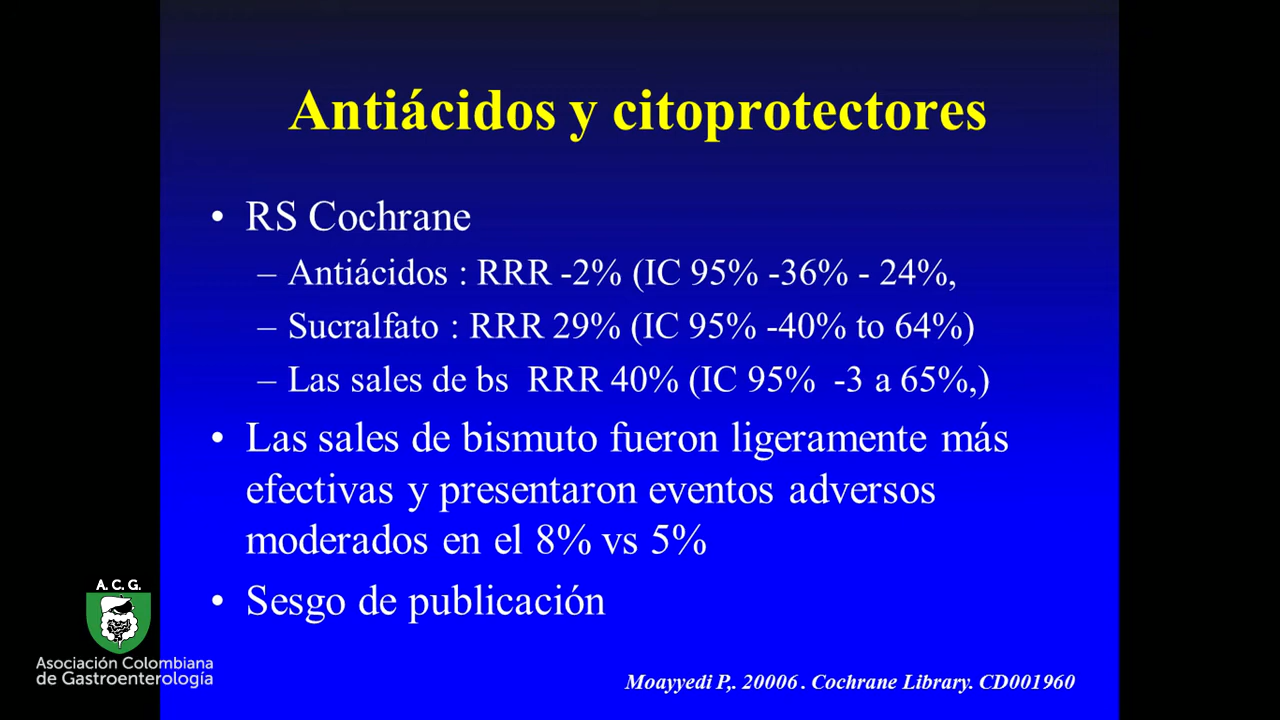 Antiácidos y citoprotectores
• RS Cochrane
– Antiácidos : RRR -2% (IC 95% -36% - 24%,
– Sucralfato : RRR 29% (IC 95% -40% to 64%)
– Las sales de bs RRR 40% (IC 95% -3 a 65%,)
• Las sales de bismuto fueron ligeramente más
efectivas y presentaron eventos adversos
moderados en el 8% vs 5%
• Sesgo de publicación
A. C. G.
Asociación Colombiana
de Gastroenterología
Moayyedi P,. 20006 . Cochrane Library. CD001960